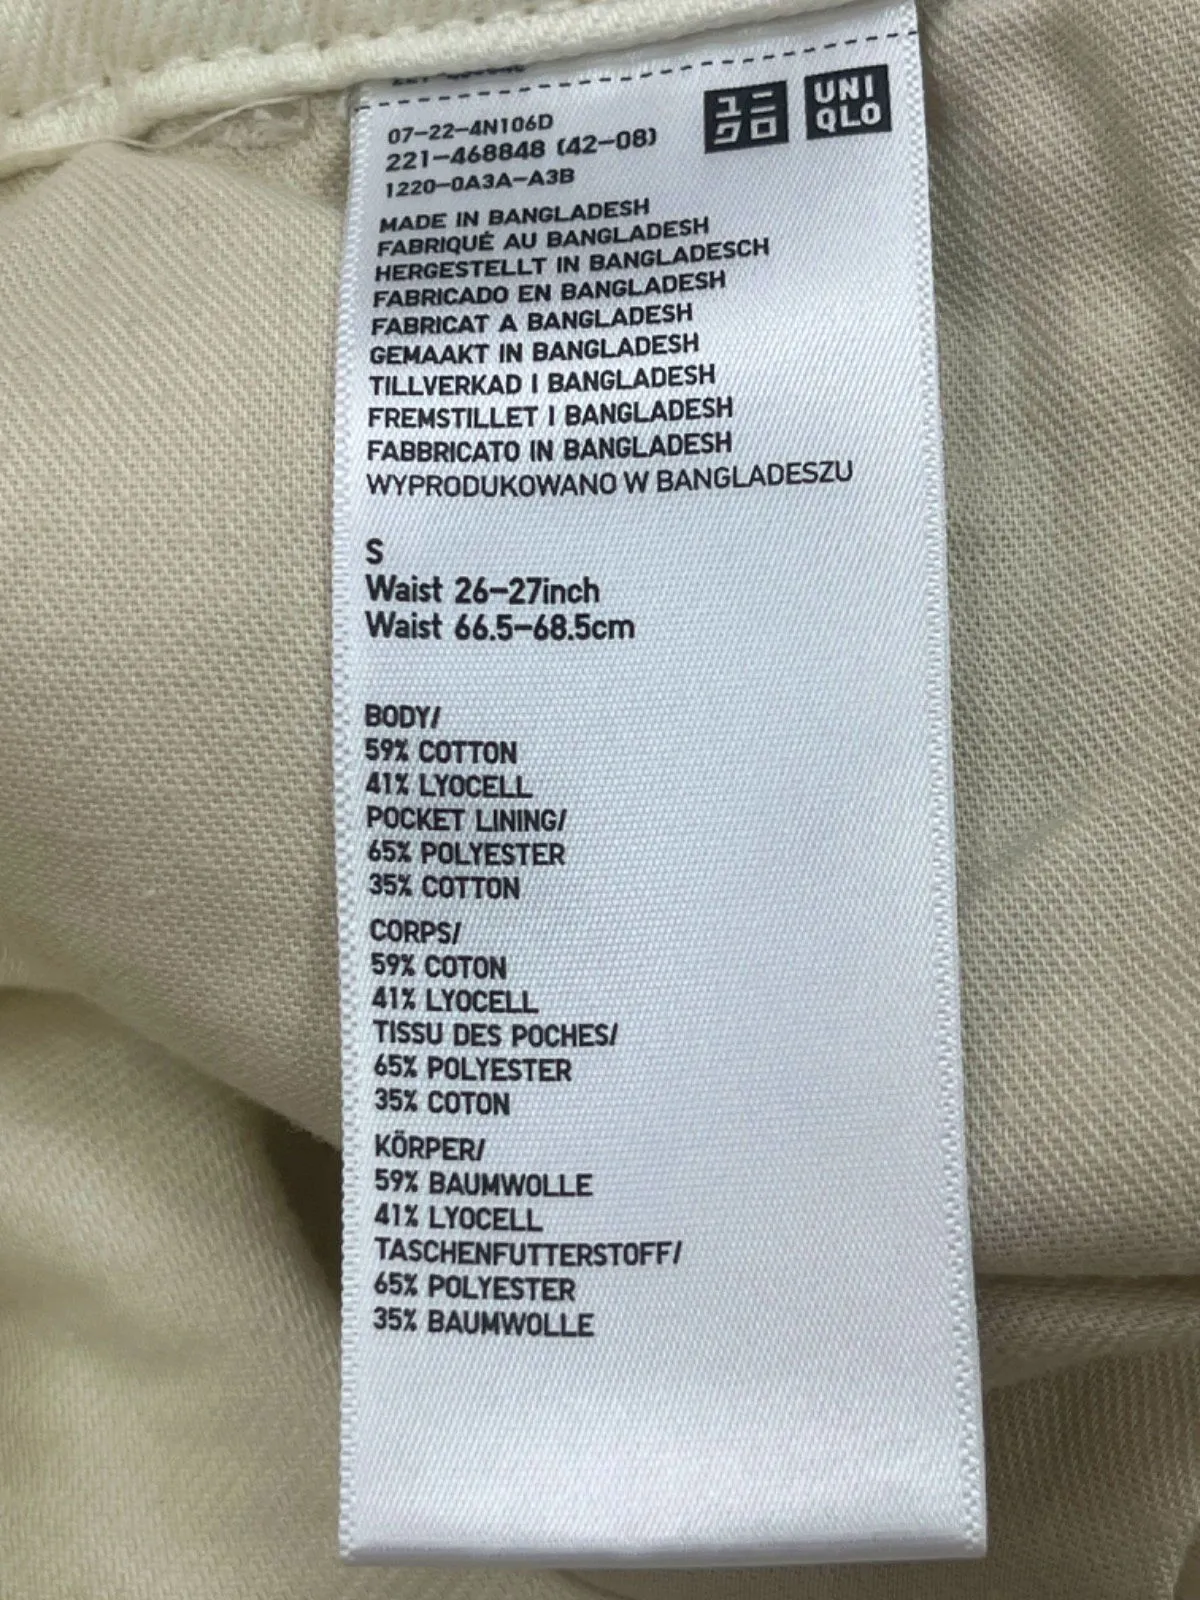 07-22-4N106D
221-468848 (42-08)
1220-0A3A-A3B
ユニ
クロ
UNI
QLO
MADE IN BANGLADESH
FABRIQUÉ AU BANGLADESH
HERGESTELLT IN BANGLADESCH
FABRICADO EN BANGLADESH
FABRICAT A BANGLADESH
GEMAAKT IN BANGLADESH
TILLVERKAD I BANGLADESH
FREMSTILLET I BANGLADESH
FABBRICATO IN BANGLADESH
WYPRODUKOWANO W BANGLADESZU
S
Waist 26-27inch
Waist 66.5-68.5cm
BODY/
59% COTTON
41% LYOCELL
POCKET LINING/
65% POLYESTER
35% COTTON
CORPS/
59% COTON
41% LYOCELL
TISSU DES POCHES/
65% POLYESTER
35% COTON
KÖRPER/
59% BAUMWOLLE
41% LYOCELL
TASCHENFUTTERSTOFF/
65% POLYESTER
35% BAUMWOLLE